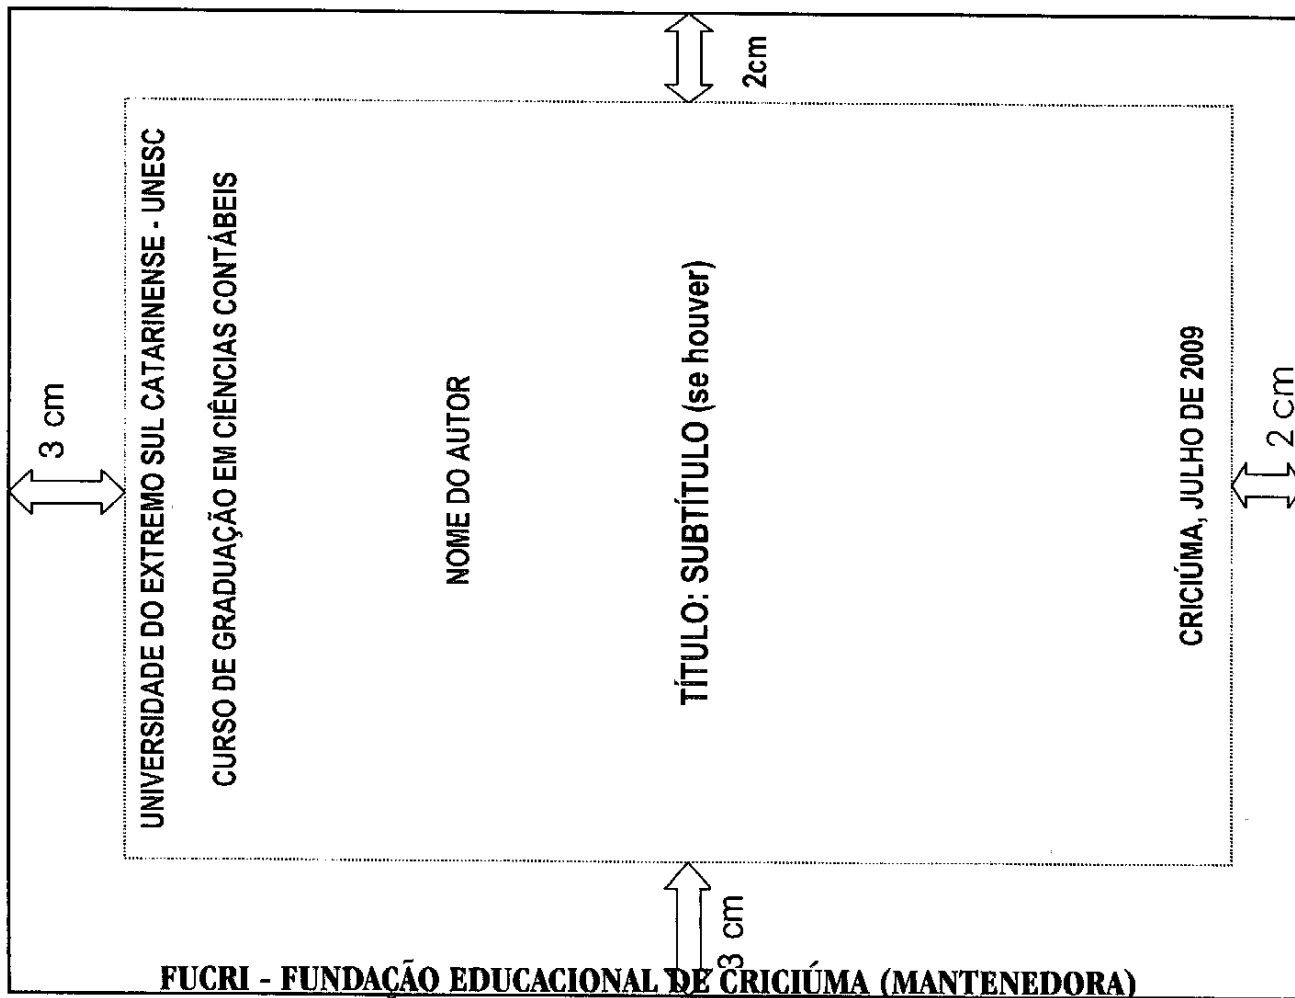 3 cm
UNIVERSIDADE DO EXTREMO SUL CATARINENSE - UNESC
CURSO DE GRADUAÇÃO EM CIÊNCIAS CONTÁBEIS
NOME DO AUTOR
3 cm
TÍTULO: SUBTÍTULO (se houver)
2cm
CRICIÚMA, JULHO DE 2009
2 cm
FUCRI - FUNDAÇÃO EDUCACIONAL DE CRICIÚMA (MANTENEDORA)